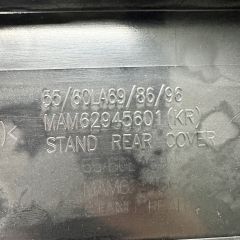 55/60LA69/86/96
)< MAM62945601(KR)
STAND REAR COVER